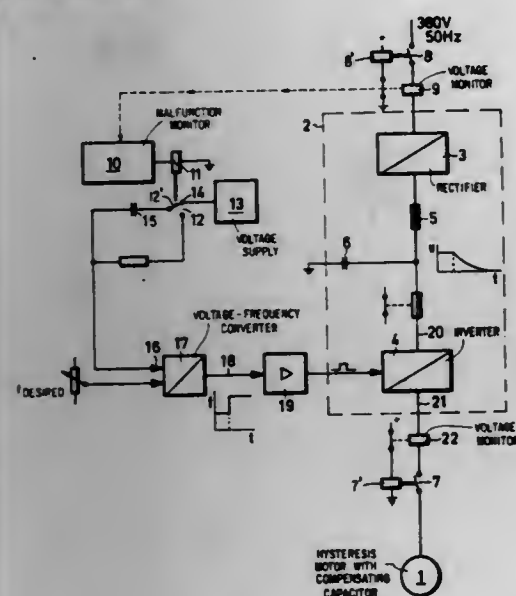 380V
50Hz
8'
8
VOLTAGE
MONITOR
9
2
MALFUNCTION
MONITOR
10
11
3
RECTIFIER
12'
14
12
13
15
VOLTAGE
SUPPLY
5
6
u
t
VOLTAGE-FREQUENCY
CONVERTER
20
INVERTER
16
17
18
4
f DESIRED
19
f
t
21
VOLTAGE
MONITOR
22
7'
7
HYSTERESIS
MOTOR WITH
COMPENSATING
CAPACITOR
1